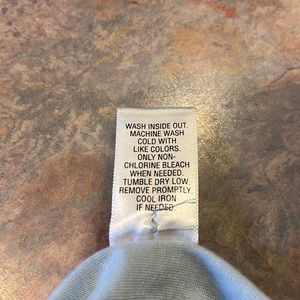 WASH INSIDE OUT.
MACHINE WASH
COLD WITH
LIKE COLORS.
ONLY NON-
CHLORINE BLEACH
WHEN NEEDED.
TUMBLE DRY LOW.
REMOVE PROMPTLY.
COOL IRON
IF NEEDED